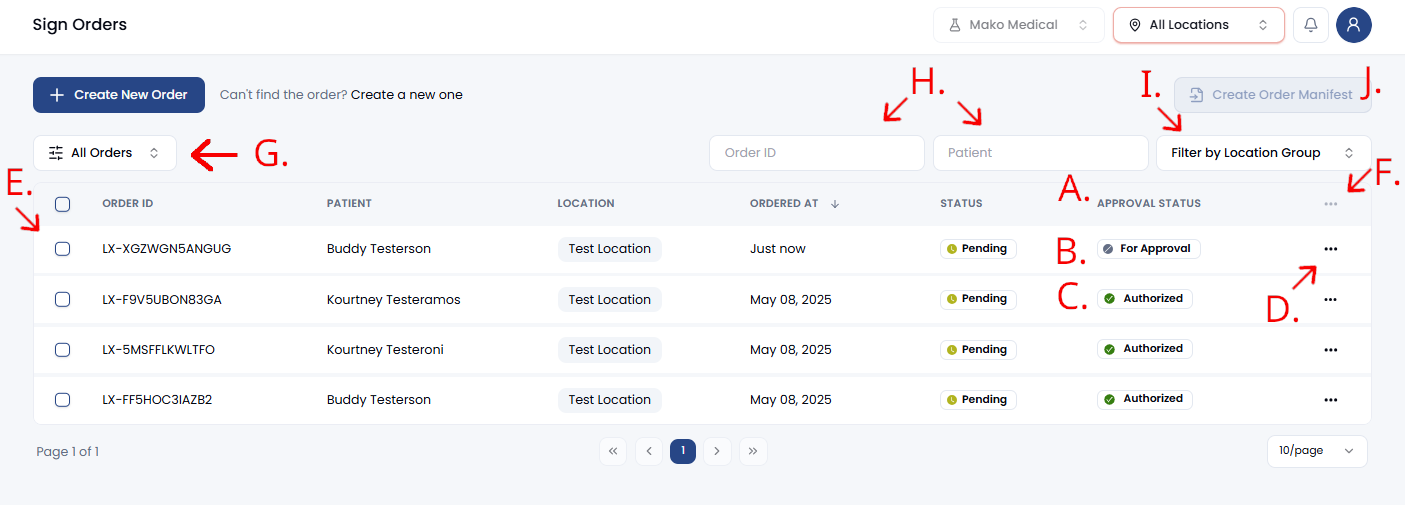 Sign Orders
Mako Medical
All Locations
Create New Order
Can't find the order? Create a new one
H.
I.
Create Order Manifest
J.
All Orders
G.
Order ID
Patient
Filter by Location Group
E.
A.
F.
ORDER ID PATIENT LOCATION ORDERED AT STATUS APPROVAL STATUS
LX-XGZWGN5ANGUG Buddy Testerson Test Location Just now Pending B. For Approval
LX-F9V5UBON83GA Kourtney Testeramos Test Location May 08, 2025 Pending C. Authorized
D.
LX-5MSFFLKWLTFO Kourtney Testeroni Test Location May 08, 2025 Pending Authorized
LX-FF5HOC3IAZB2 Buddy Testerson Test Location May 08, 2025 Pending Authorized
Page 1 of 1
1
10/page